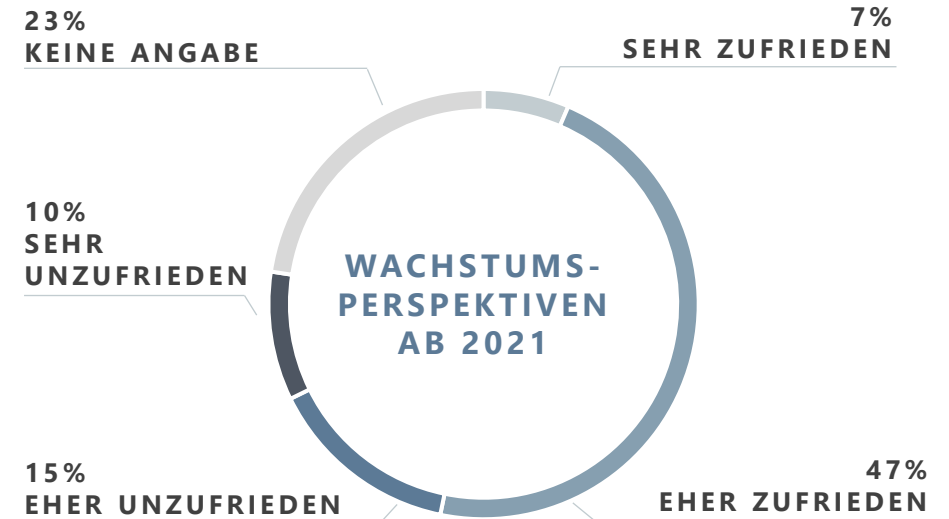 23%
KEINE ANGABE
7%
SEHR ZUFRIEDEN
10%
SEHR
UNZUFRIEDEN
WACHSTUMS-
PERSPEKTIVEN
AB 2021
15%
EHER UNZUFRIEDEN
47%
EHER ZUFRIEDEN